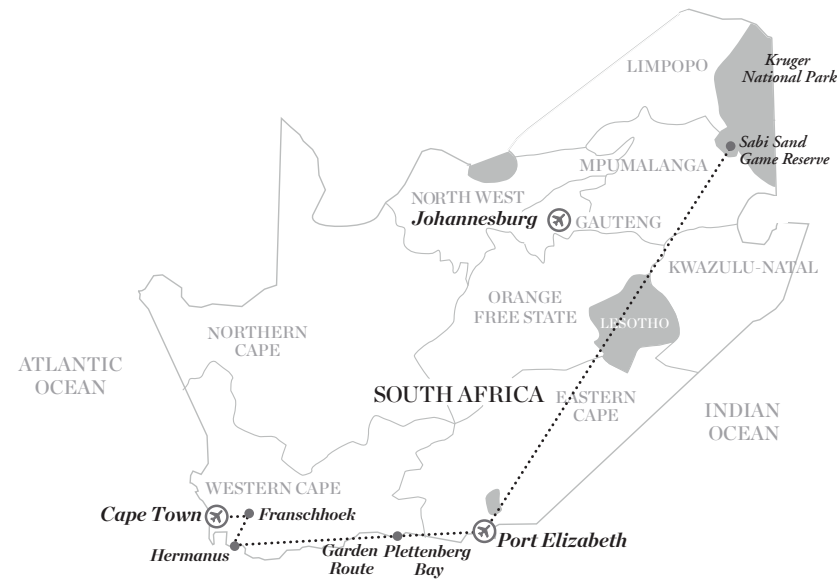 LIMPOPO
Kruger
National Park
Sabi Sand
Game Reserve
MPUMALANGA
NORTH WEST
Johannesburg
GAUTENG
KWAZULU-NATAL
ORANGE
FREE STATE
LESOTHO
NORTHERN
CAPE
ATLANTIC
OCEAN
SOUTH AFRICA
EASTERN
CAPE
INDIAN
OCEAN
WESTERN CAPE
Cape Town
Franschhoek
Hermanus
Garden
Route
Plettenberg
Bay
Port Elizabeth